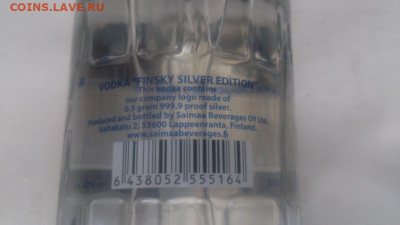 COINS.LAVE.RU
VODKA "FINSKY SILVER EDITION"
This vodka contains
our company logo made of
0,5 gram 999,9 proof silver.
Produced and bottled by Saimaa Beverages Oy Ltd.
Valtakatu 2, 53600 Lappeenranta, Finland.
www.saimaabeverages.fi
6 438052 555164